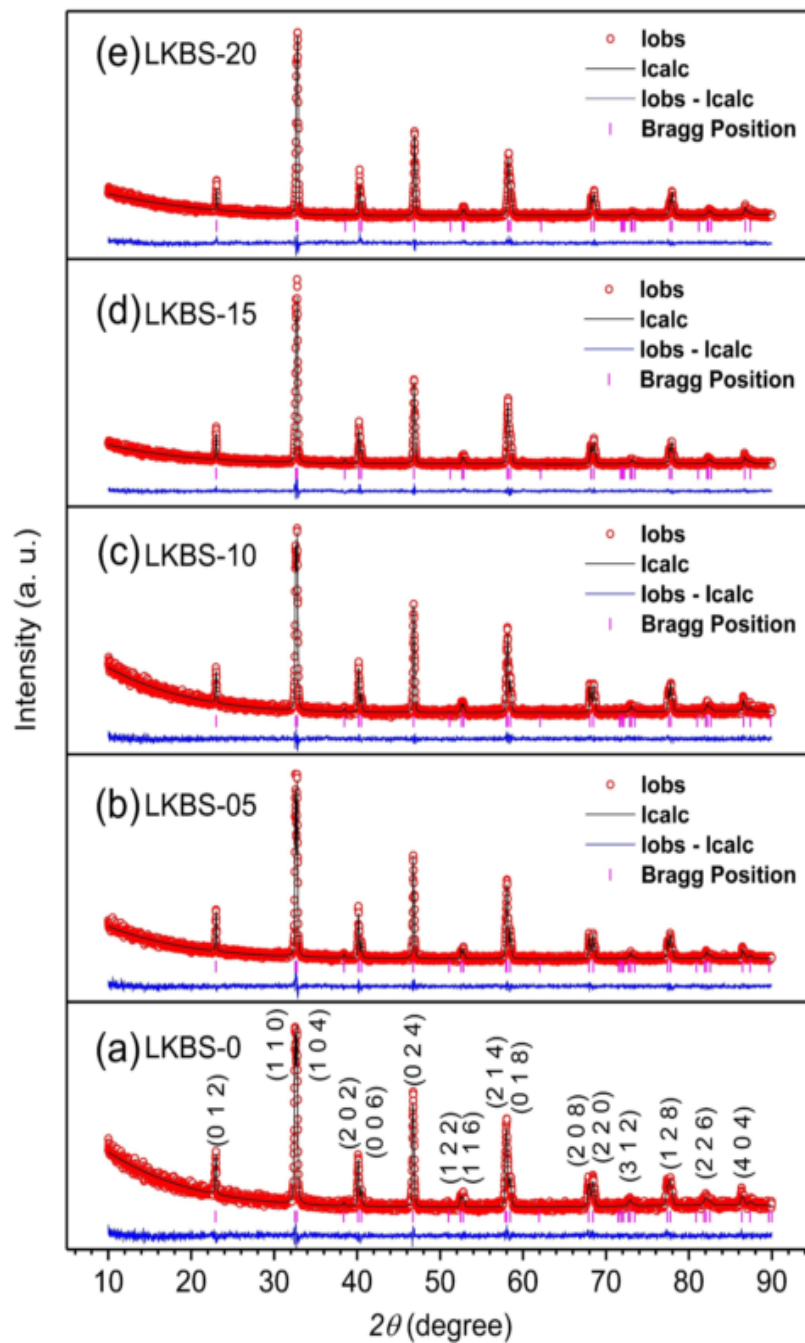 (e) LKBS-20
Iobs
Icalc
Iobs - Icalc
Bragg Position
(d) LKBS-15
Iobs
Icalc
Iobs - Icalc
Bragg Position
(c) LKBS-10
Iobs
Icalc
Iobs - Icalc
Bragg Position
(b) LKBS-05
Iobs
Icalc
Iobs - Icalc
Bragg Position
(a) LKBS-0
(0 1 2)
(1 1 0)
(1 0 4)
(2 0 2)
(0 0 6)
(0 2 4)
(1 2 2)
(1 1 6)
(2 1 4)
(0 1 8)
(2 0 8)
(2 2 0)
(3 1 2)
(1 2 8)
(2 2 6)
(4 0 4)
10 20 30 40 50 60 70 80 90
2θ (degree)
Intensity (a. u.)